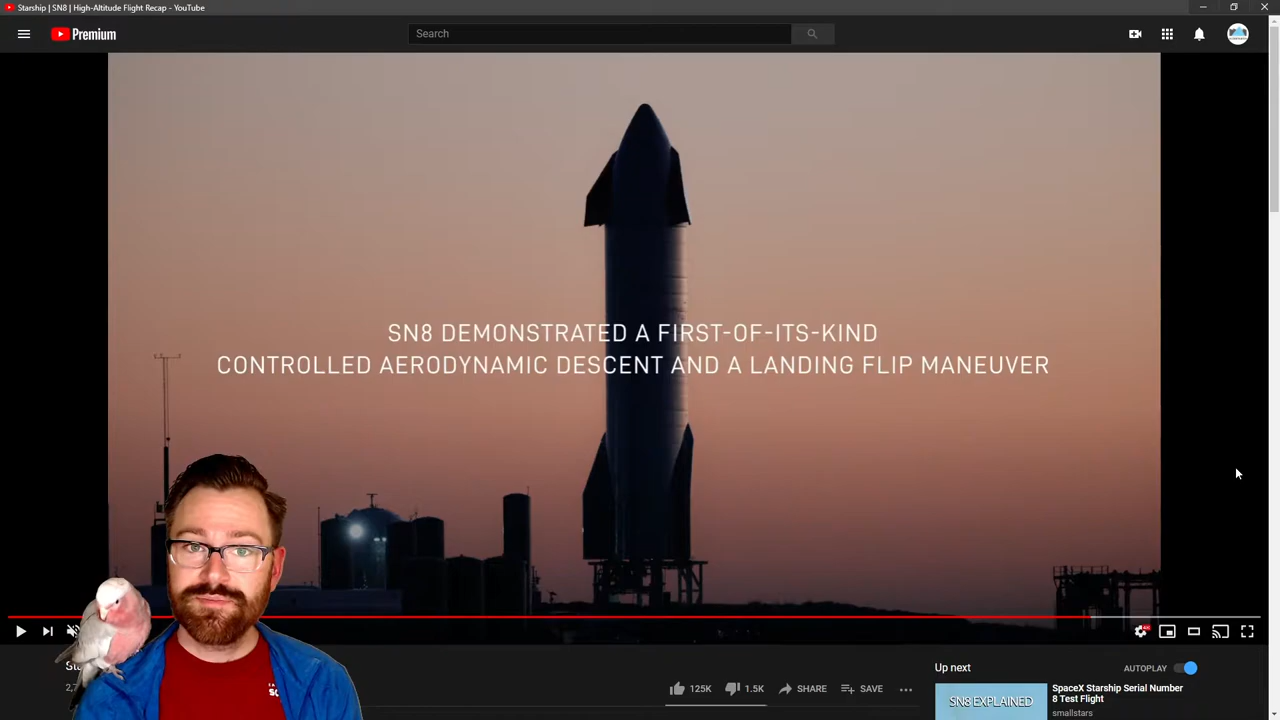 Starship | SN8 | High-Altitude Flight Recap - YouTube
Premium
Search
SN8 DEMONSTRATED A FIRST-OF-ITS-KIND
CONTROLLED AERODYNAMIC DESCENT AND A LANDING FLIP MANEUVER
125K
1.5K
SHARE
SAVE
Up next
AUTOPLAY
SN8 EXPLAINED
SpaceX Starship Serial Number
8 Test Flight
smallstars